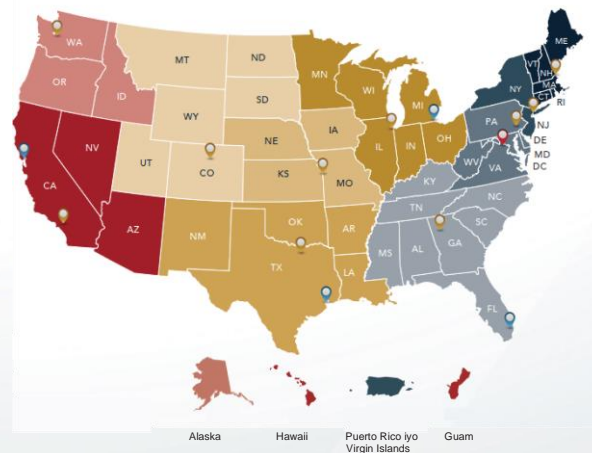 WA
OR
ID
MT
ND
SD
WY
UT
CO
NV
CA
AZ
NM
NE
KS
IA
MO
OK
TX
AR
LA
MN
WI
MI
IL
IN
OH
KY
TN
NC
SC
MS
AL
GA
FL
WV
VA
PA
NY
VT
NH
ME
MA
CT
RI
NJ
DE
MD
DC
Alaska
Hawaii
Puerto Rico iyo
Virgin Islands
Guam